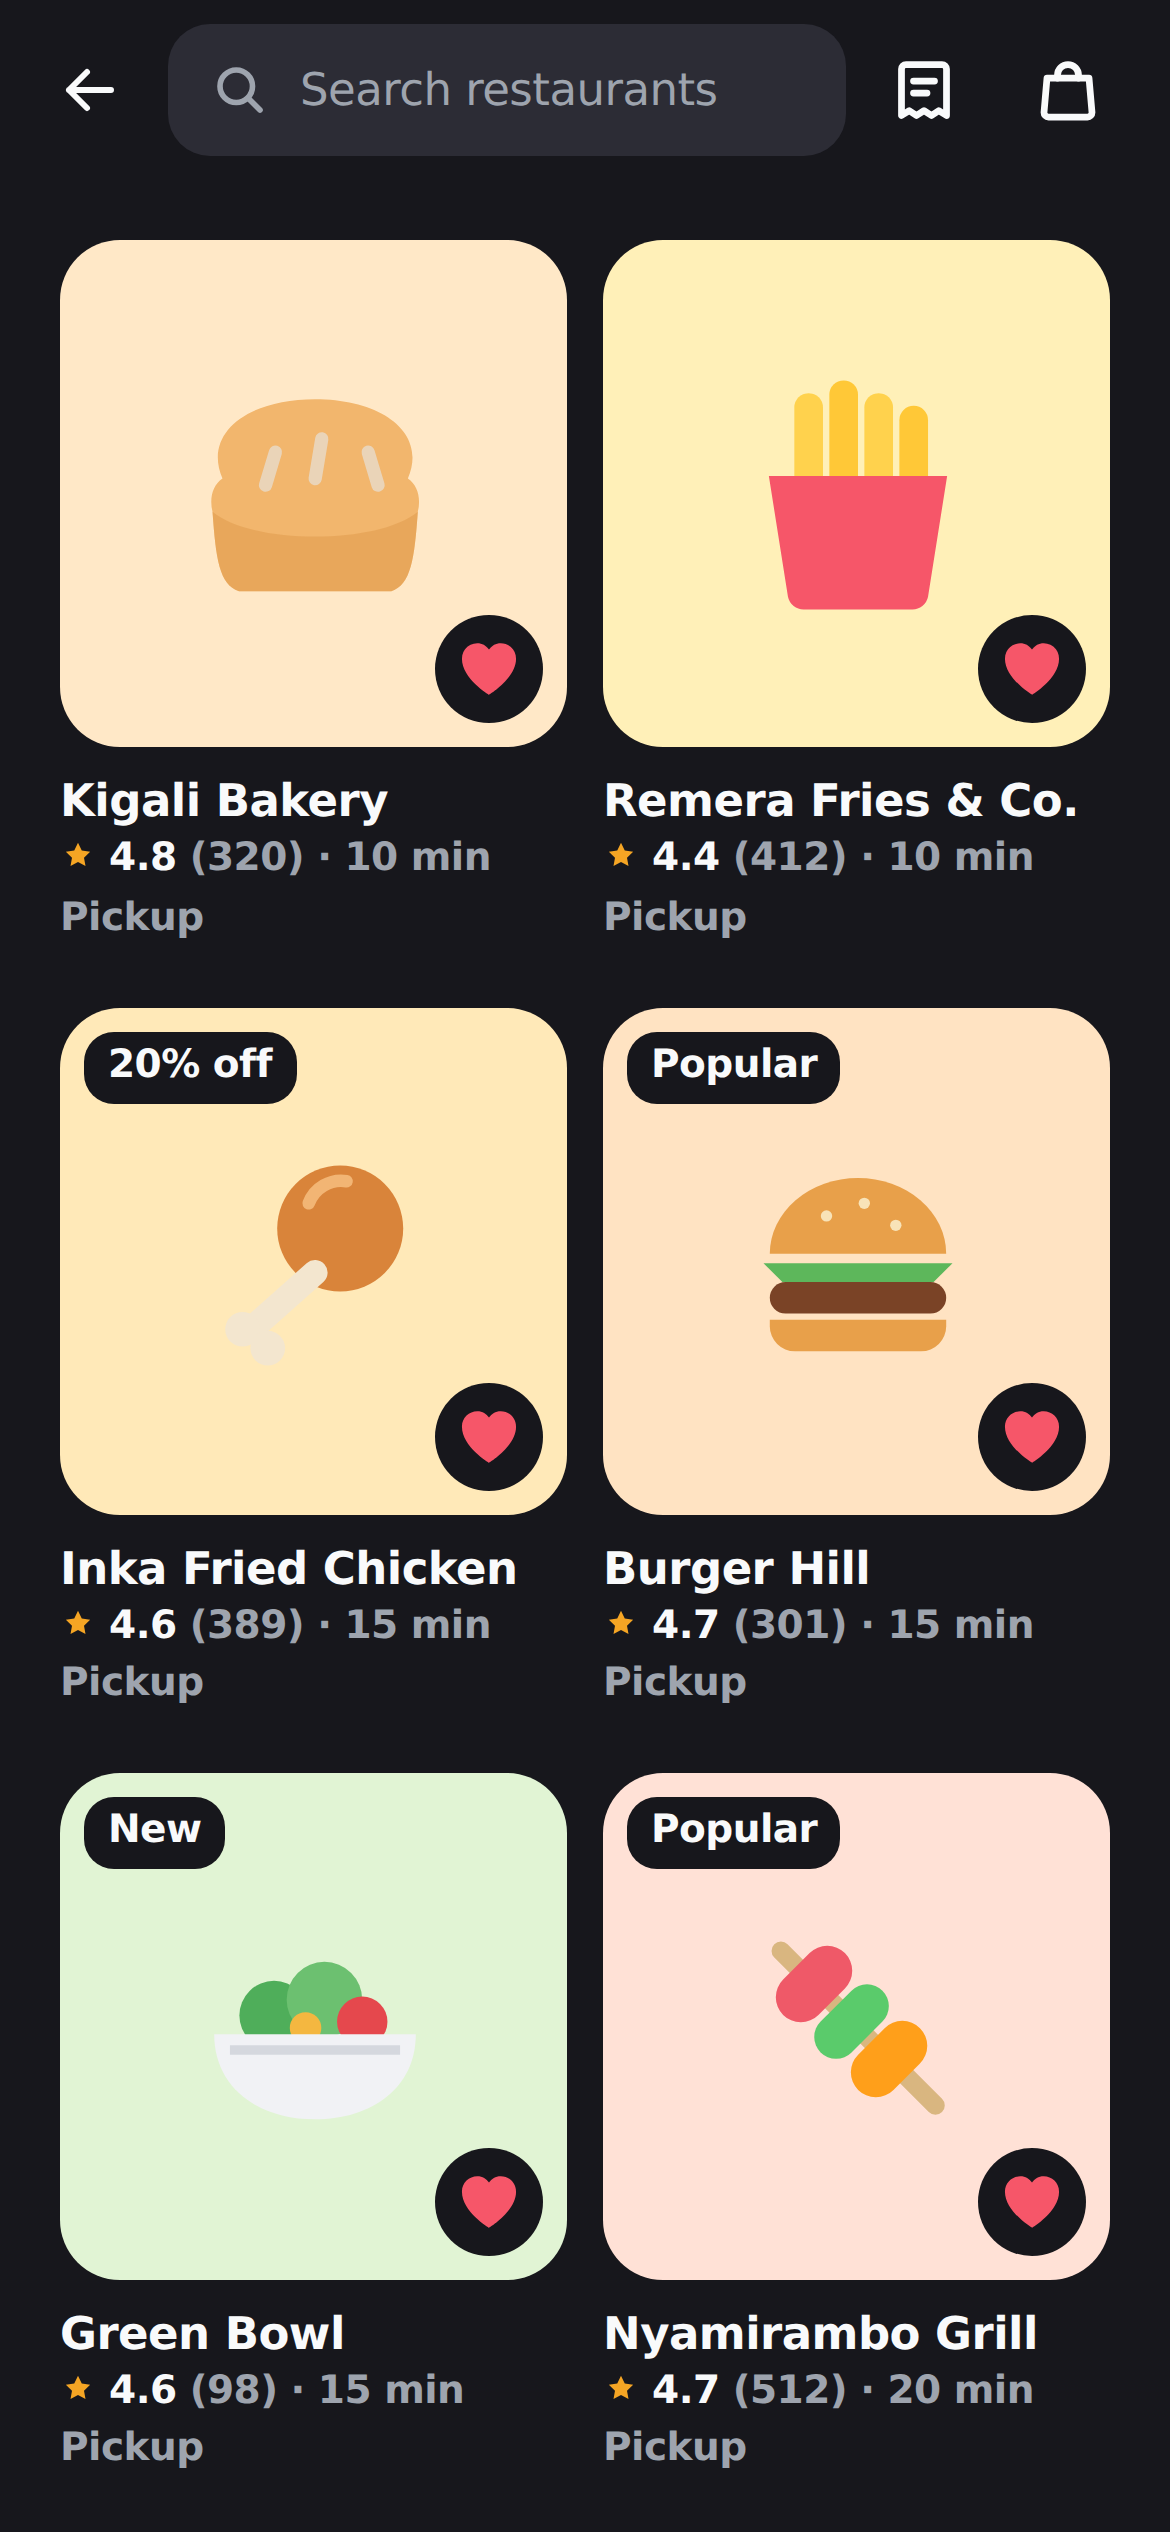 Search restaurants
Kigali Bakery
4.8 (320) · 10 min
Pickup
Remera Fries & Co.
4.4 (412) · 10 min
Pickup
20% off
Inka Fried Chicken
4.6 (389) · 15 min
Pickup
Popular
Burger Hill
4.7 (301) · 15 min
Pickup
New
Green Bowl
4.6 (98) · 15 min
Pickup
Popular
Nyamirambo Grill
4.7 (512) · 20 min
Pickup